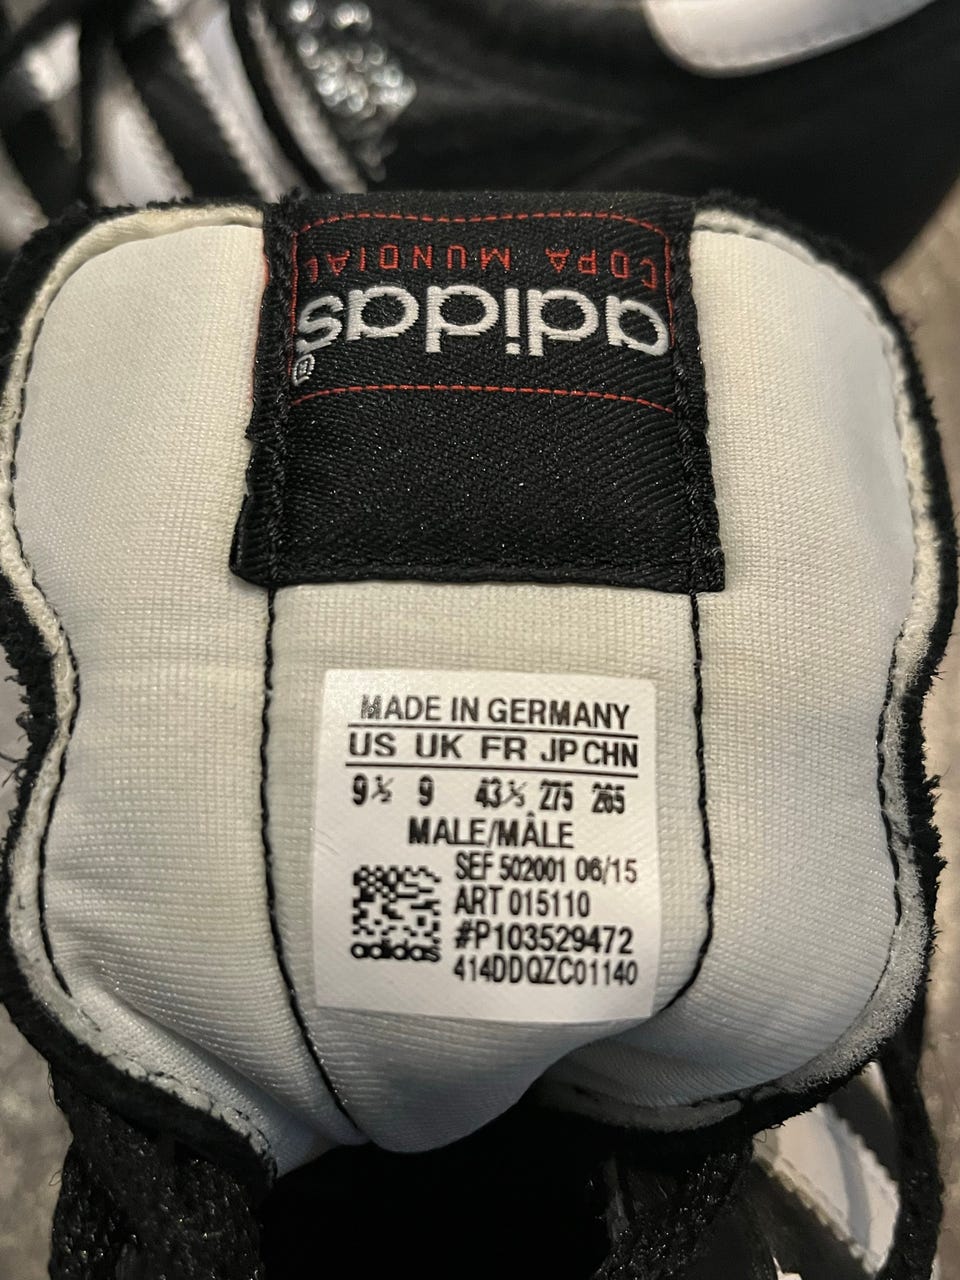 COPA MUNDIAL
adidas®
MADE IN GERMANY
US UK FR JP CHN
9½ 9 43⅓ 275 265
MALE/MÂLE
SEF 502001 06/15
ART 015110
#P103529472
414DDQZC01140
adidas